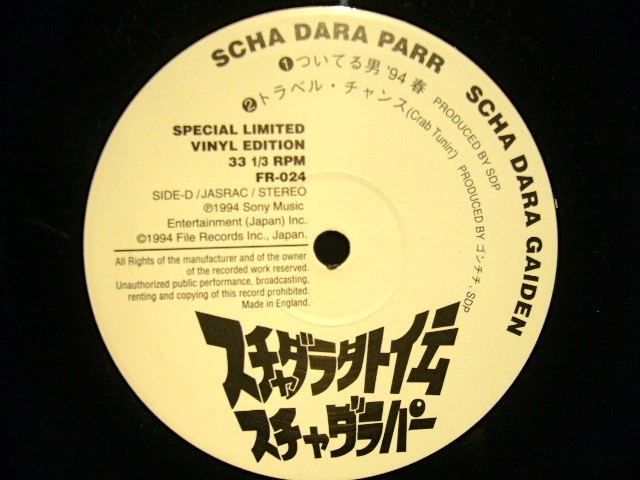 SCHA DARA PARR
SCHA DARA GAIDEN
❶ついてる男 '94 春
PRODUCED BY SDP
❷トラベル・チャンス(Crab Tunin') PRODUCED BY ゴンチチ, SDP
SPECIAL LIMITED
VINYL EDITION
33 1/3 RPM
FR-024
SIDE-D /JASRAC / STEREO
℗1994 Sony Music
Entertainment (Japan) Inc.
©1994 File Records Inc., Japan.
All Rights of the manufacturer and of the owner
of the recorded work reserved.
Unauthorized public performance, broadcasting,
renting and copying of this record prohibited.
Made in England.
スチャダラ外伝
スチャダラパー